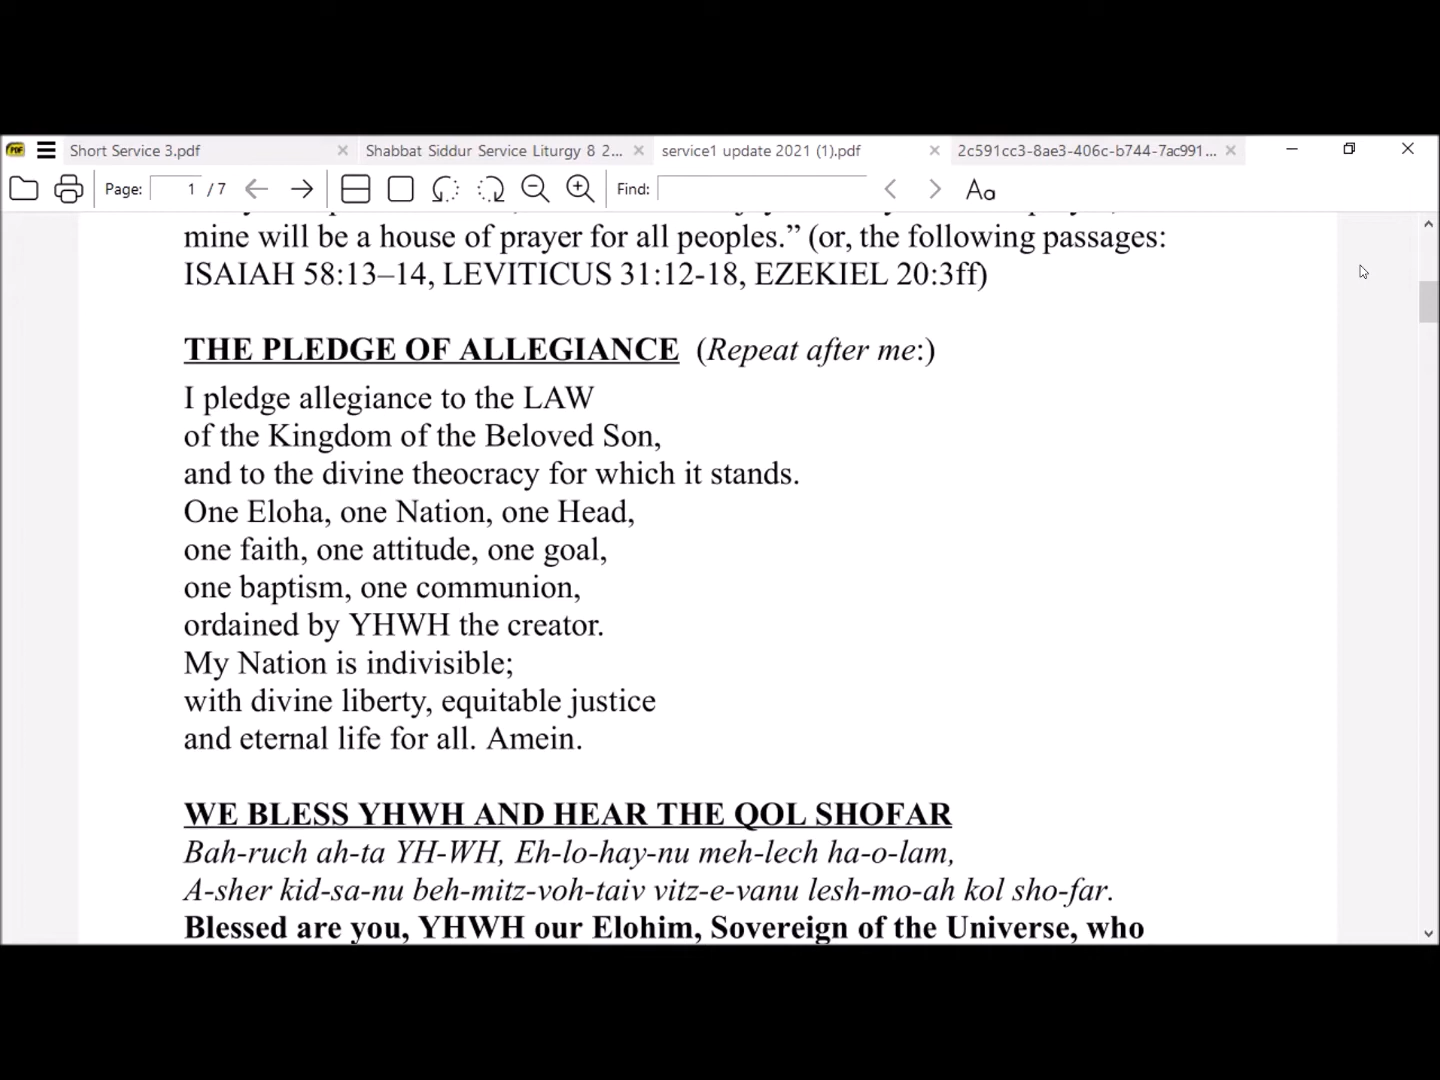 Short Service 3.pdf
Shabbat Siddur Service Liturgy 8 2...
service1 update 2021 (1).pdf
2c591cc3-8ae3-406c-b744-7ac991...
Page: 1 / 7 Find: Aa
mine will be a house of prayer for all peoples.” (or, the following passages:
ISAIAH 58:13–14, LEVITICUS 31:12-18, EZEKIEL 20:3ff)
THE PLEDGE OF ALLEGIANCE (Repeat after me:)
I pledge allegiance to the LAW
of the Kingdom of the Beloved Son,
and to the divine theocracy for which it stands.
One Eloha, one Nation, one Head,
one faith, one attitude, one goal,
one baptism, one communion,
ordained by YHWH the creator.
My Nation is indivisible;
with divine liberty, equitable justice
and eternal life for all. Amein.
WE BLESS YHWH AND HEAR THE QOL SHOFAR
Bah-ruch ah-ta YH-WH, Eh-lo-hay-nu meh-lech ha-o-lam,
A-sher kid-sa-nu beh-mitz-voh-taiv vitz-e-vanu lesh-mo-ah kol sho-far.
Blessed are you, YHWH our Elohim, Sovereign of the Universe, who